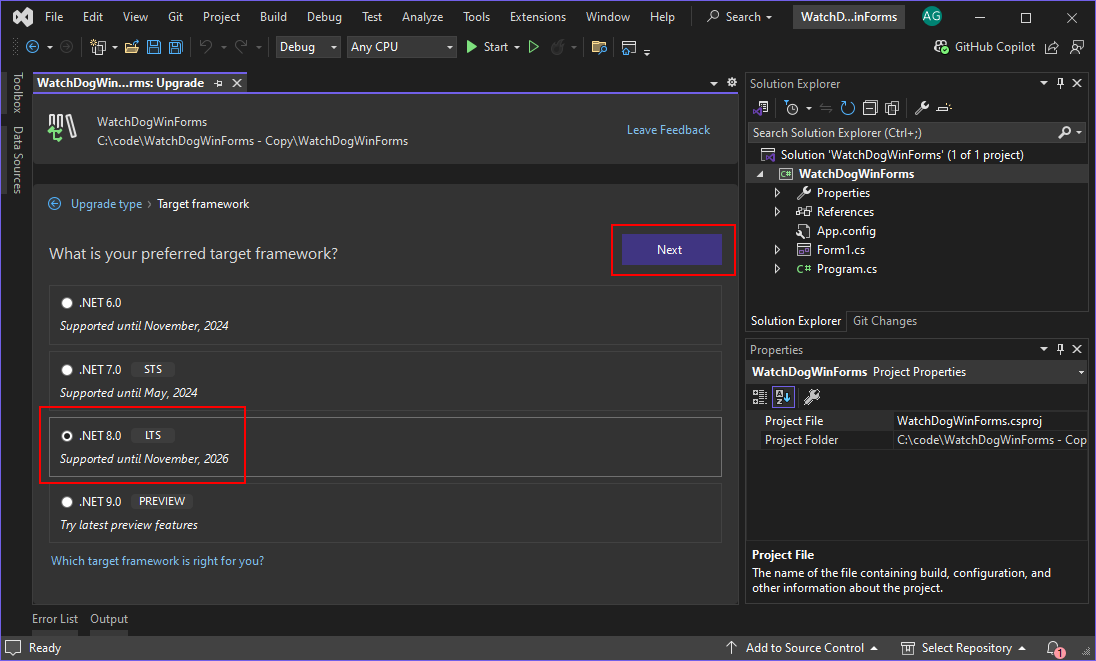 File Edit View Git Project Build Debug Test Analyze Tools Extensions Window Help Search WatchD...inForms AG
Debug Any CPU Start GitHub Copilot
Toolbox
Data Sources
WatchDogWin...rms: Upgrade
WatchDogWinForms
C:\code\WatchDogWinForms - Copy\WatchDogWinForms
Leave Feedback
Upgrade type › Target framework
What is your preferred target framework?
Next
.NET 6.0
Supported until November, 2024
.NET 7.0 STS
Supported until May, 2024
.NET 8.0 LTS
Supported until November, 2026
.NET 9.0 PREVIEW
Try latest preview features
Which target framework is right for you?
Solution Explorer
Search Solution Explorer (Ctrl+;)
Solution 'WatchDogWinForms' (1 of 1 project)
C# WatchDogWinForms
Properties
References
App.config
Form1.cs
C# Program.cs
Solution Explorer Git Changes
Properties
WatchDogWinForms Project Properties
Project File WatchDogWinForms.csproj
Project Folder C:\code\WatchDogWinForms - Cop
Project File
The name of the file containing build, configuration, and
other information about the project.
Error List Output
Ready Add to Source Control Select Repository 1